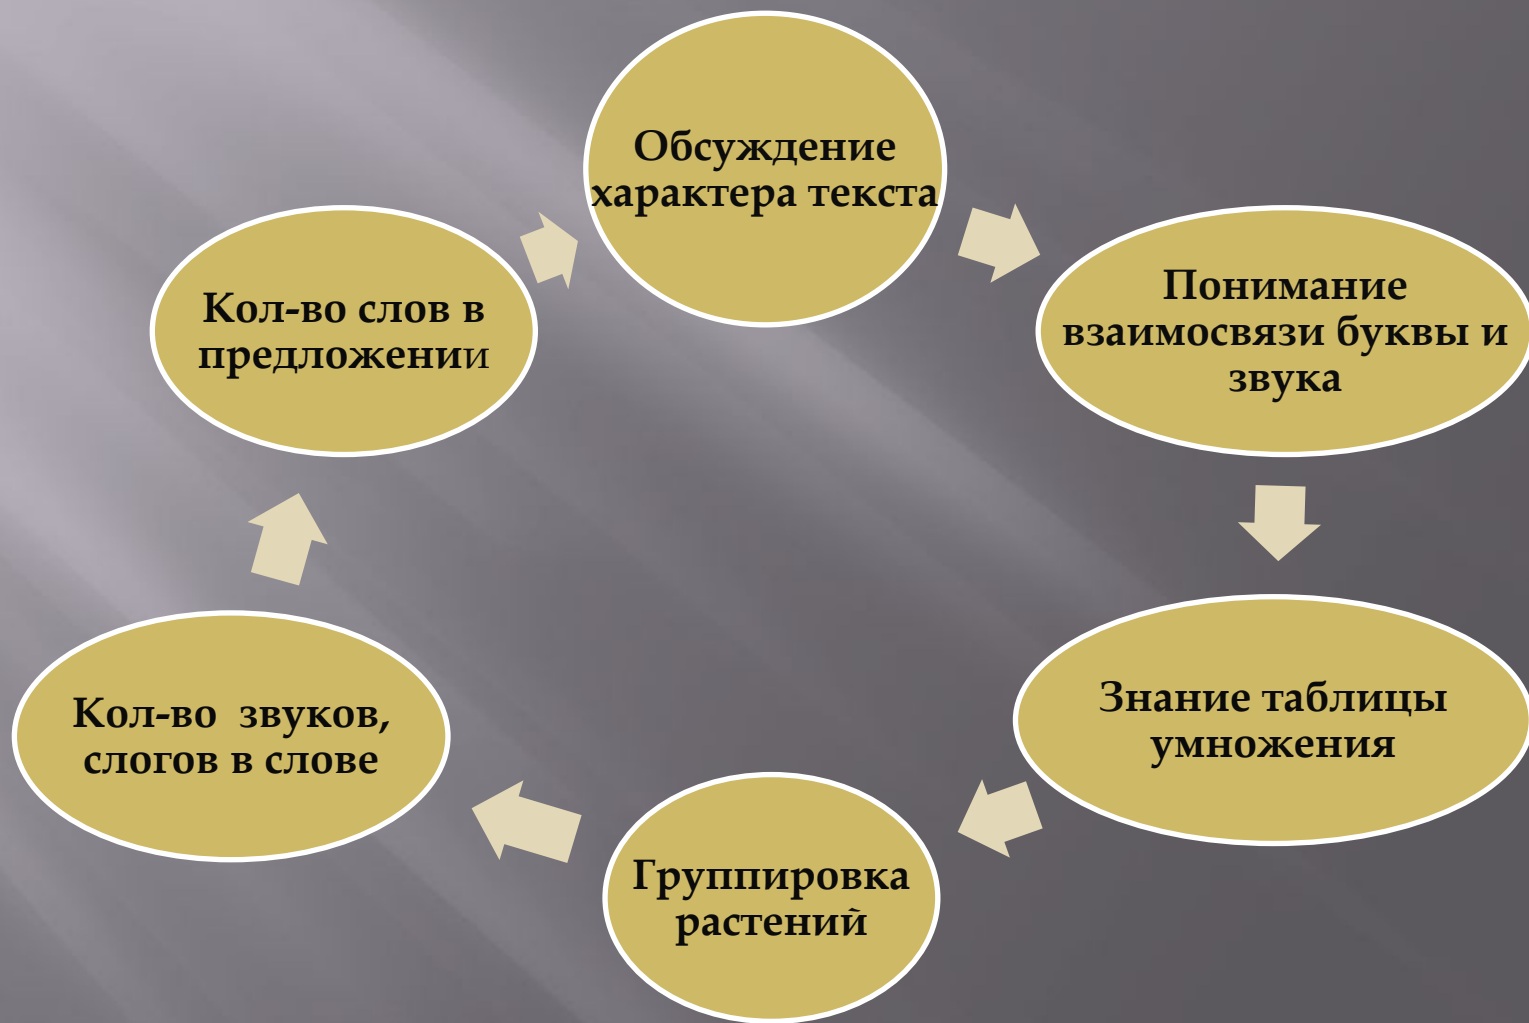 Обсуждение
характера текста
Понимание
взаимосвязи буквы и
звука
Знание таблицы
умножения
Группировка
растений
Кол-во звуков,
слогов в слове
Кол-во слов в
предложении